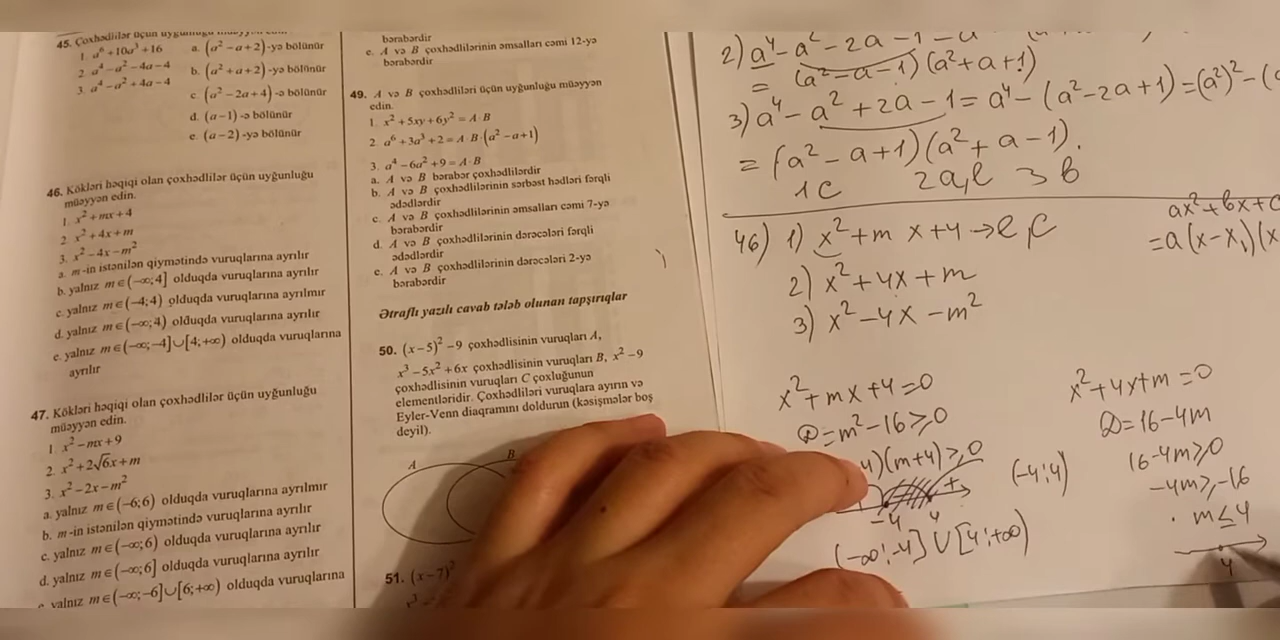 45. Çoxhədlilər üçün
1. a⁶+10a³+16
2. a⁴−a²−4a−4
3. a⁴−a²+4a−4
a. (a²−a+2)-yə bölünür
b. (a²+a+2)-yə bölünür
c. (a²−2a+4)-ə bölünür
d. (a−1)-ə bölünür
e. (a−2)-yə bölünür
46. Kökləri həqiqi olan çoxhədlilər üçün uyğunluğu
müəyyən edin.
1. x²+mx+4
2. x²+4x+m
3. x²−4x−m²
a. m-in istənilən qiymətində vuruqlarına ayrılır
b. yalnız m∈(−∞;4] olduqda vuruqlarına ayrılır
c. yalnız m∈(−4;4) olduqda vuruqlarına ayrılmır
d. yalnız m∈(−∞;4) olduqda vuruqlarına ayrılır
e. yalnız m∈(−∞;−4]∪[4;+∞) olduqda vuruqlarına
ayrılır
47. Kökləri həqiqi olan çoxhədlilər üçün uyğunluğu
müəyyən edin.
1. x²−mx+9
2. x²+2√6x+m
3. x²−2x−m²
a. yalnız m∈(−6;6) olduqda vuruqlarına ayrılmır
b. m-in istənilən qiymətində vuruqlarına ayrılır
c. yalnız m∈(−∞;6) olduqda vuruqlarına ayrılır
d. yalnız m∈(−∞;6] olduqda vuruqlarına ayrılır
e. yalnız m∈(−∞;−6]∪[6;+∞) olduqda vuruqlarına
bərabərdir
e. A və B çoxhədlilərinin əmsalları cəmi 12-yə
bərabərdir
49. A və B çoxhədliləri üçün uyğunluğu müəyyən
edin.
1. x²+5xy+6y²=A·B
2. a⁶+3a³+2=A·B·(a²−a+1)
3. a⁴−6a²+9=A·B
a. A və B bərabər çoxhədlilərdir
b. A və B çoxhədlilərinin sərbəst hədləri fərqli
ədədlərdir
c. A və B çoxhədlilərinin əmsalları cəmi 7-yə
bərabərdir
d. A və B çoxhədlilərinin dərəcələri fərqli
ədədlərdir
e. A və B çoxhədlilərinin dərəcələri 2-yə
bərabərdir
Ətraflı yazılı cavab tələb olunan tapşırıqlar
50. (x−5)²−9 çoxhədlisinin vuruqları A,
x³−5x²+6x çoxhədlisinin vuruqları B, x²−9
çoxhədlisinin vuruqları C çoxluğunun
elementləridir. Çoxhədliləri vuruqlara ayırın və
Eyler-Venn diaqramını doldurun (kəsişmələr boş
deyil).
A
B
51. (x−7)²
2) a⁴−a²−2a−1
=(a²−a−1)(a²+a+1)
3) a⁴−a²+2a−1=a⁴−(a²−2a+1)=(a²)²−
=(a²−a+1)(a²+a−1).
1c 2a,e 3b
46) 1) x²+mx+4→e,c
2) x²+4x+m
3) x²−4x−m²
ax²+bx+c
=a(x−x₁)(x
x²+mx+4=0
D=m²−16≥0
4)(m+4)≥0
+
−4 4
(−4;4)
(−∞;−4]∪[4;+∞)
x²+4x+m=0
D=16−4m
16−4m≥0
−4m≥−16
m≤4
4